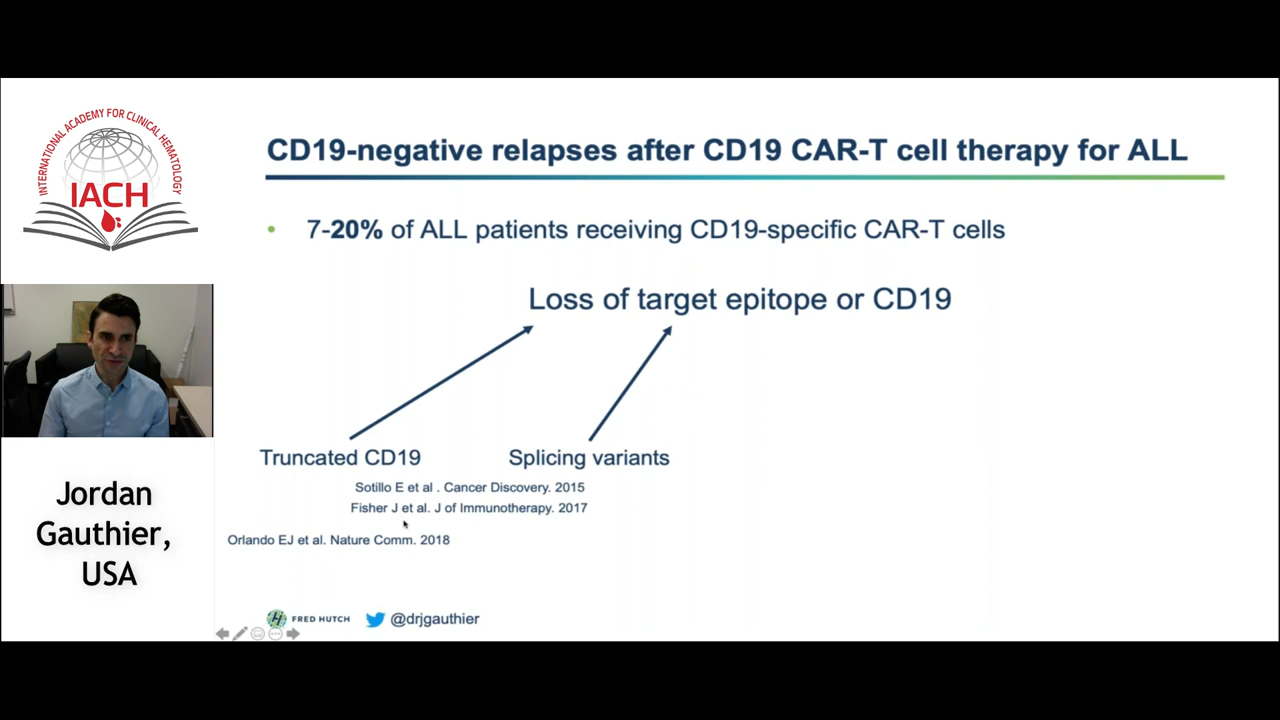 INTERNATIONAL ACADEMY FOR CLINICAL HEMATOLOGY
IACH
Jordan
Gauthier,
USA
CD19-negative relapses after CD19 CAR-T cell therapy for ALL
• 7-20% of ALL patients receiving CD19-specific CAR-T cells
Loss of target epitope or CD19
Truncated CD19
Splicing variants
Sotillo E et al . Cancer Discovery. 2015
Fisher J et al. J of Immunotherapy. 2017
Orlando EJ et al. Nature Comm. 2018
FRED HUTCH
@drjgauthier